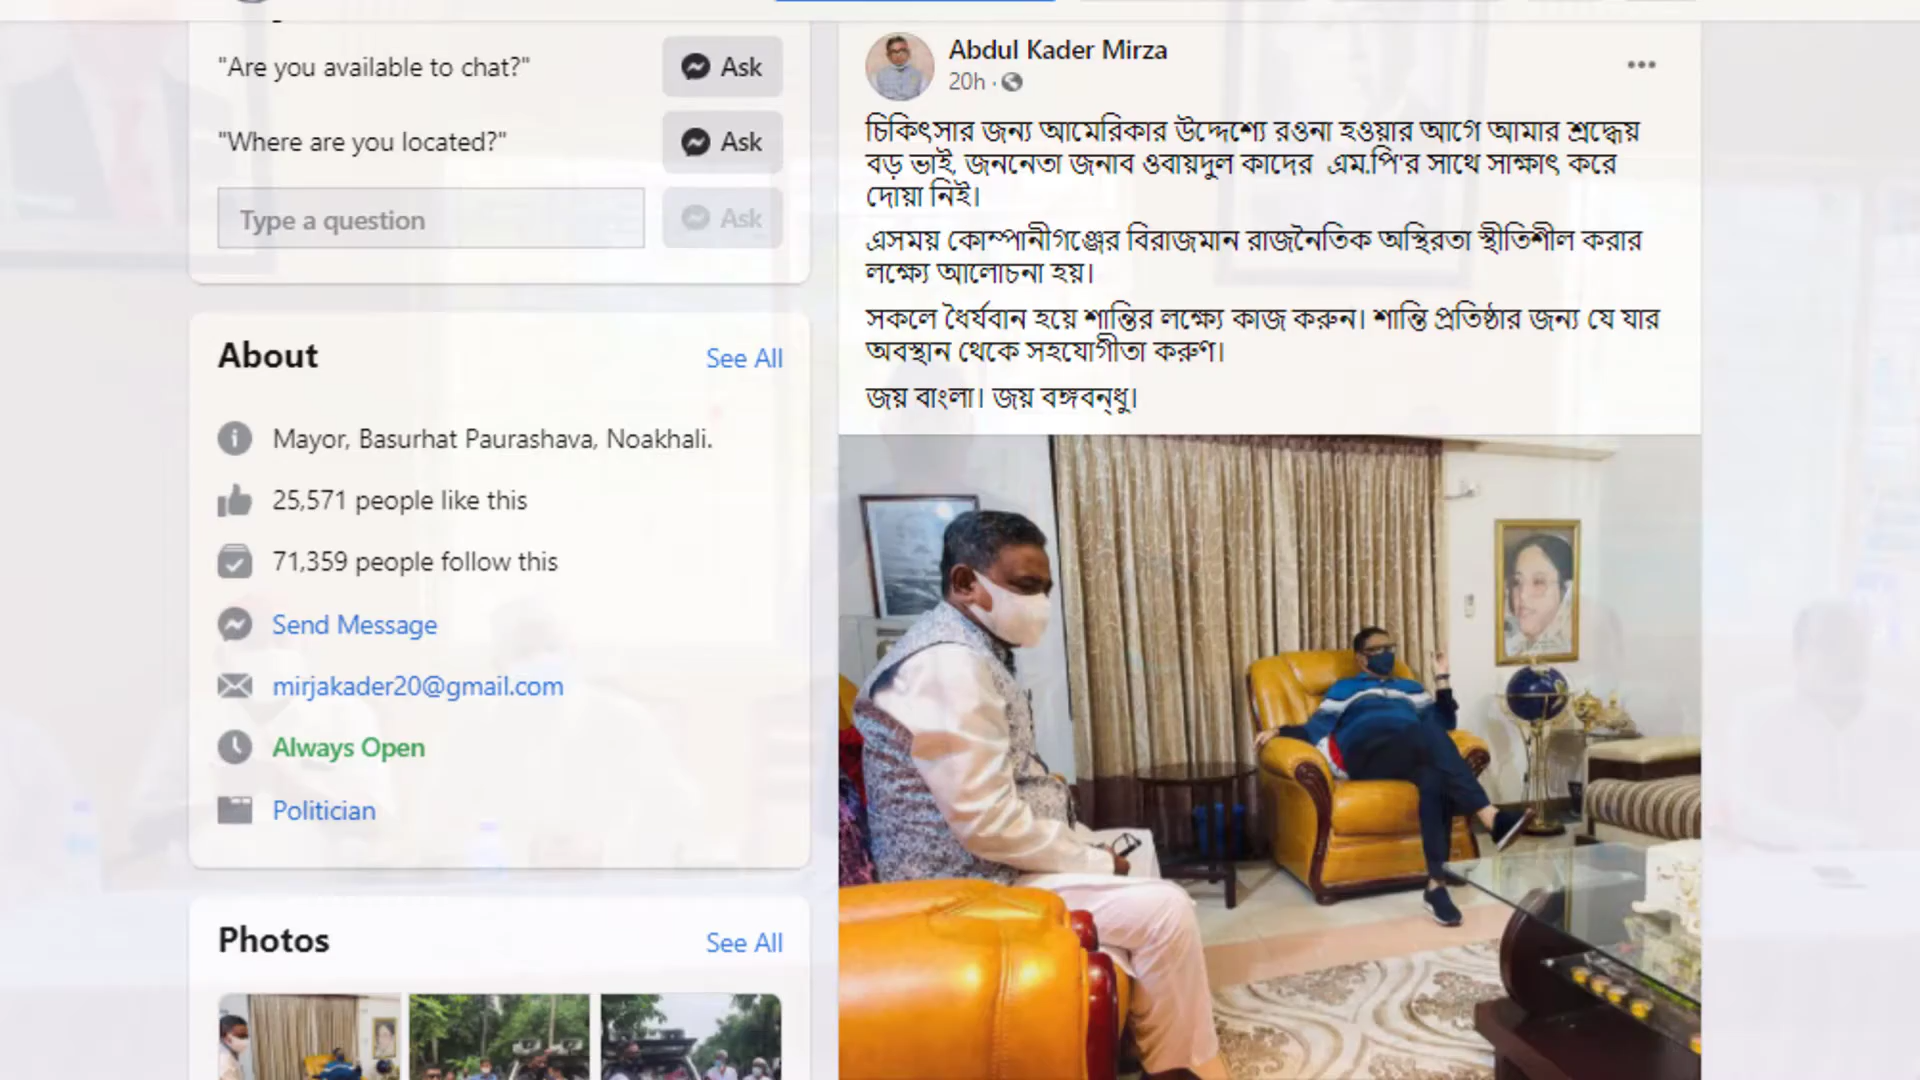 "Are you available to chat?"
Ask
"Where are you located?"
Ask
Type a question
Ask
About
See All
Mayor, Basurhat Paurashava, Noakhali.
25,571 people like this
71,359 people follow this
Send Message
mirjakader20@gmail.com
Always Open
Politician
Photos
See All
Abdul Kader Mirza
20h ·
চিকিৎসার জন্য আমেরিকার উদ্দেশ্যে রওনা হওয়ার আগে আমার শ্রদ্ধেয়
বড় ভাই, জননেতা জনাব ওবায়দুল কাদের এম.পি'র সাথে সাক্ষাৎ করে
দোয়া নিই।
এসময় কোম্পানীগঞ্জের বিরাজমান রাজনৈতিক অস্থিরতা স্থীতিশীল করার
লক্ষ্যে আলোচনা হয়।
সকলে ধৈর্যবান হয়ে শান্তির লক্ষ্যে কাজ করুন। শান্তি প্রতিষ্ঠার জন্য যে যার
অবস্থান থেকে সহযোগীতা করুণ।
জয় বাংলা। জয় বঙ্গবন্ধু।